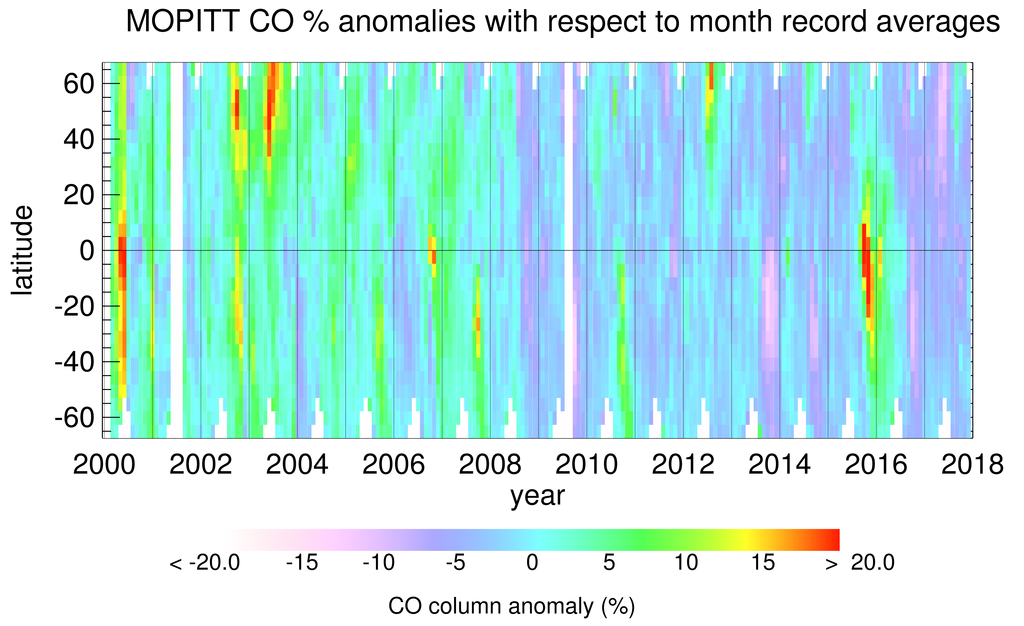 MOPITT CO % anomalies with respect to month record averages
latitude
60
40
20
0
-20
-40
-60
2000 2002 2004 2006 2008 2010 2012 2014 2016 2018
year
< -20.0 -15 -10 -5 0 5 10 15 > 20.0
CO column anomaly (%)